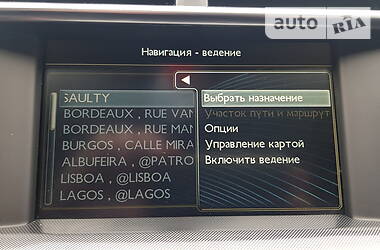 auto RIA
Навигация - ведение
SAULTY
BORDEAUX , RUE VAN
BORDEAUX , RUE MAN
BURGOS , CALLE MIRA
ALBUFEIRA , @PATRO
LISBOA , @LISBOA
LAGOS , @LAGOS
Выбрать назначение
Участок пути и маршрут
Опции
Управление картой
Включить ведение